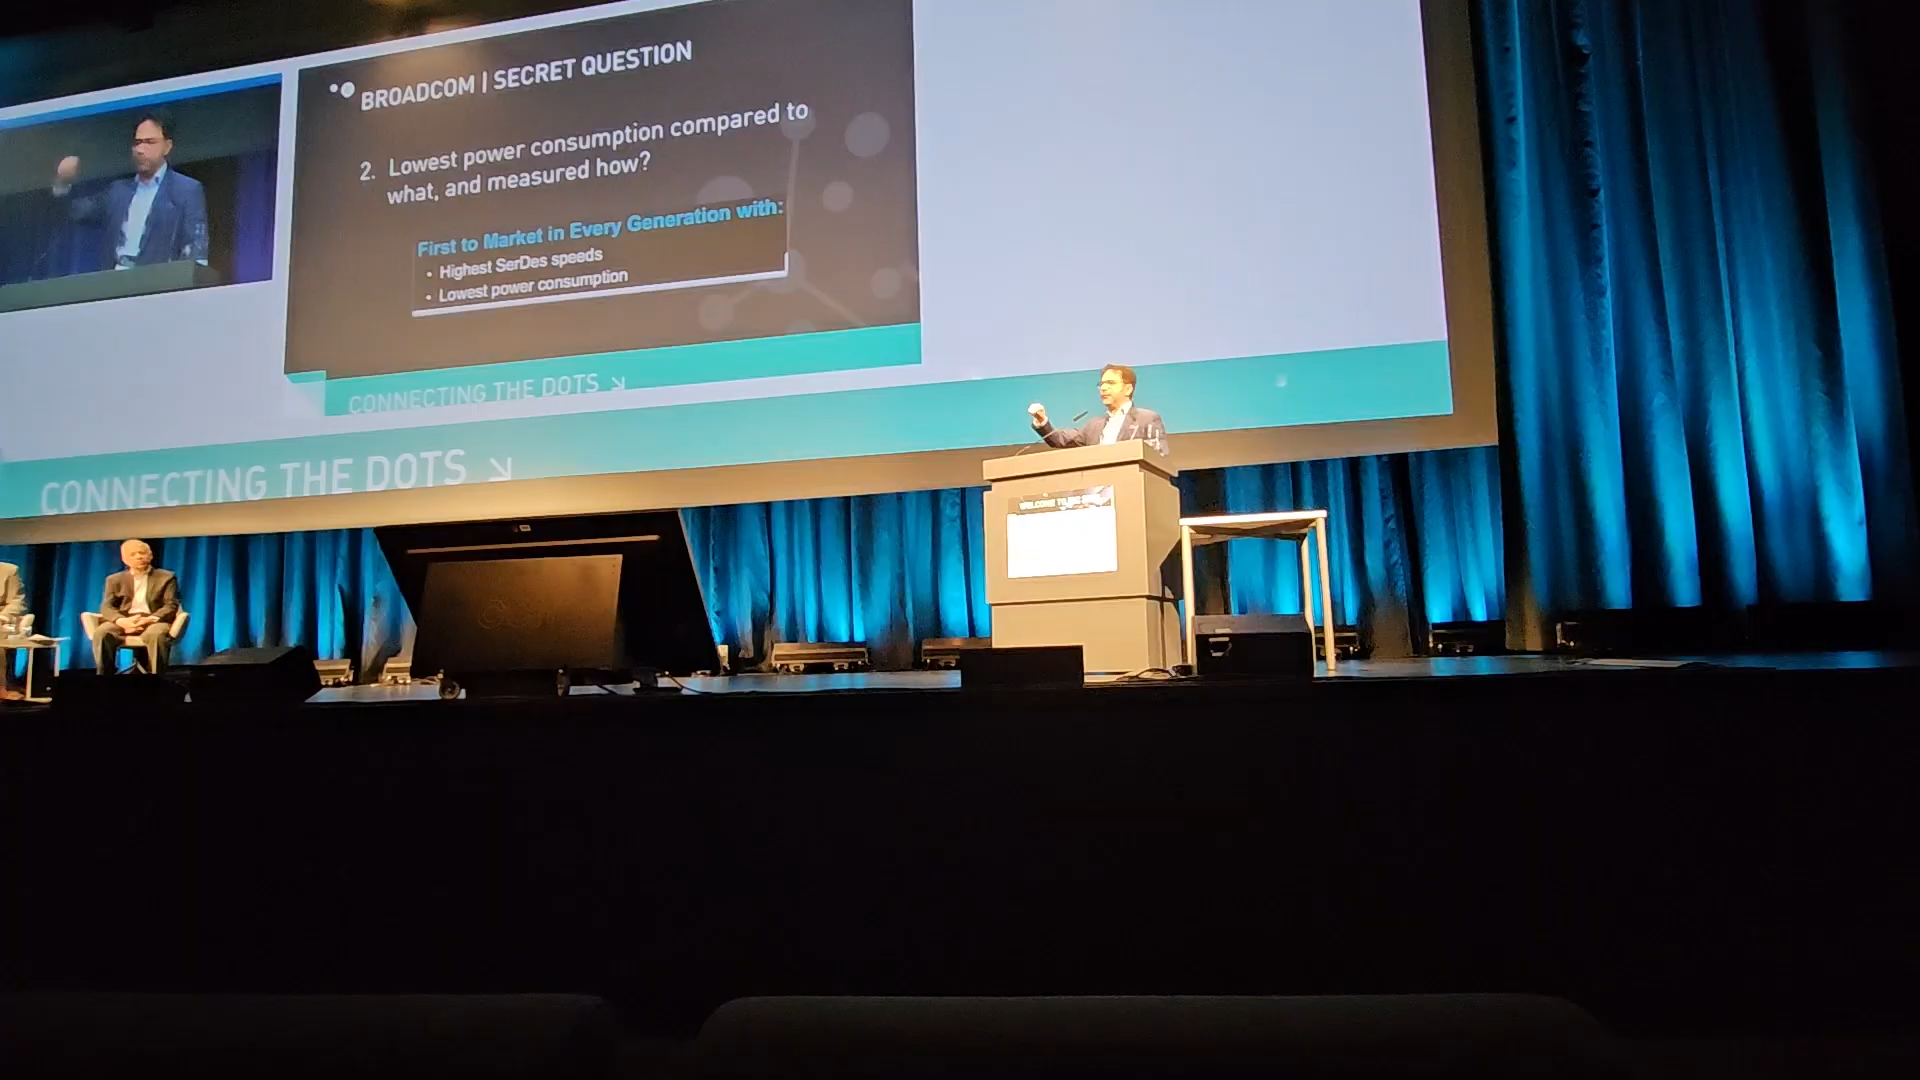 BROADCOM | SECRET QUESTION
2. Lowest power consumption compared to
what, and measured how?
First to Market in Every Generation with:
• Highest SerDes speeds
• Lowest power consumption
CONNECTING THE DOTS ↘
CONNECTING THE DOTS ↘